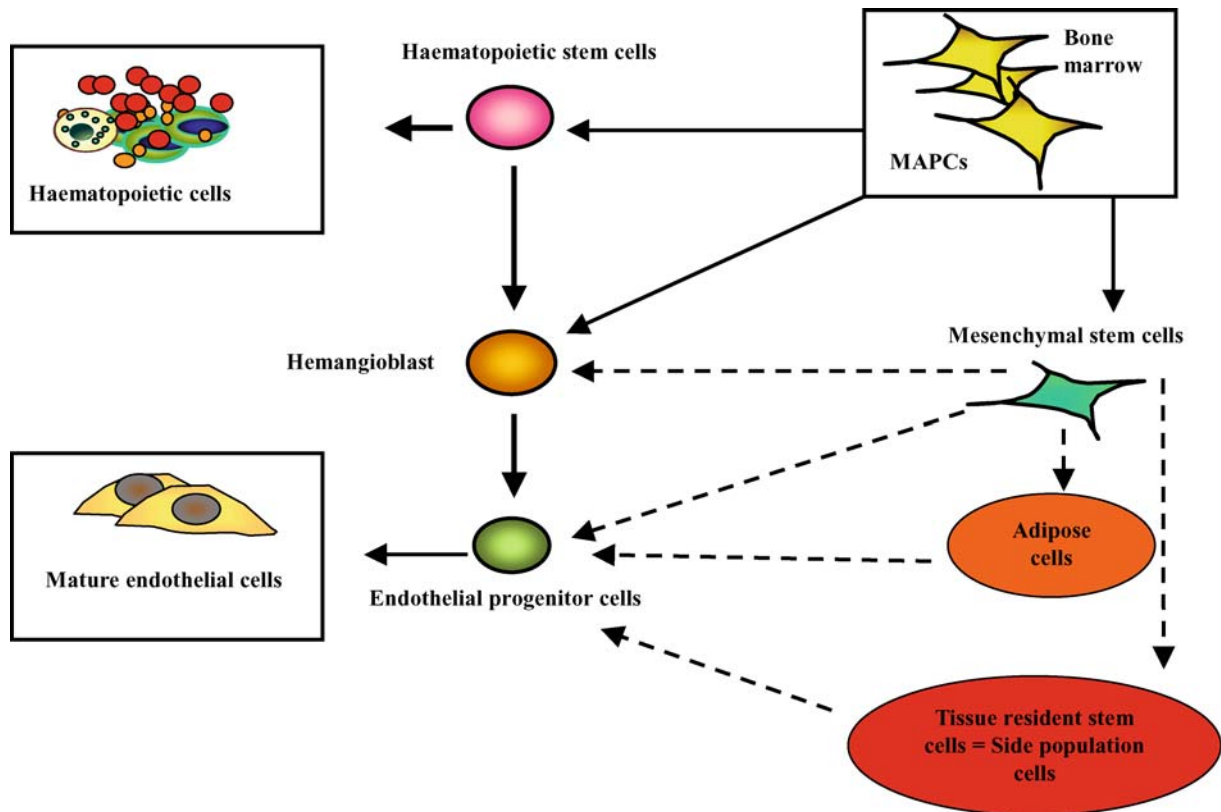 Haematopoietic stem cells
Bone
marrow
MAPCs
Haematopoietic cells
Mesenchymal stem cells
Hemangioblast
Adipose
cells
Mature endothelial cells
Endothelial progenitor cells
Tissue resident stem
cells = Side population
cells